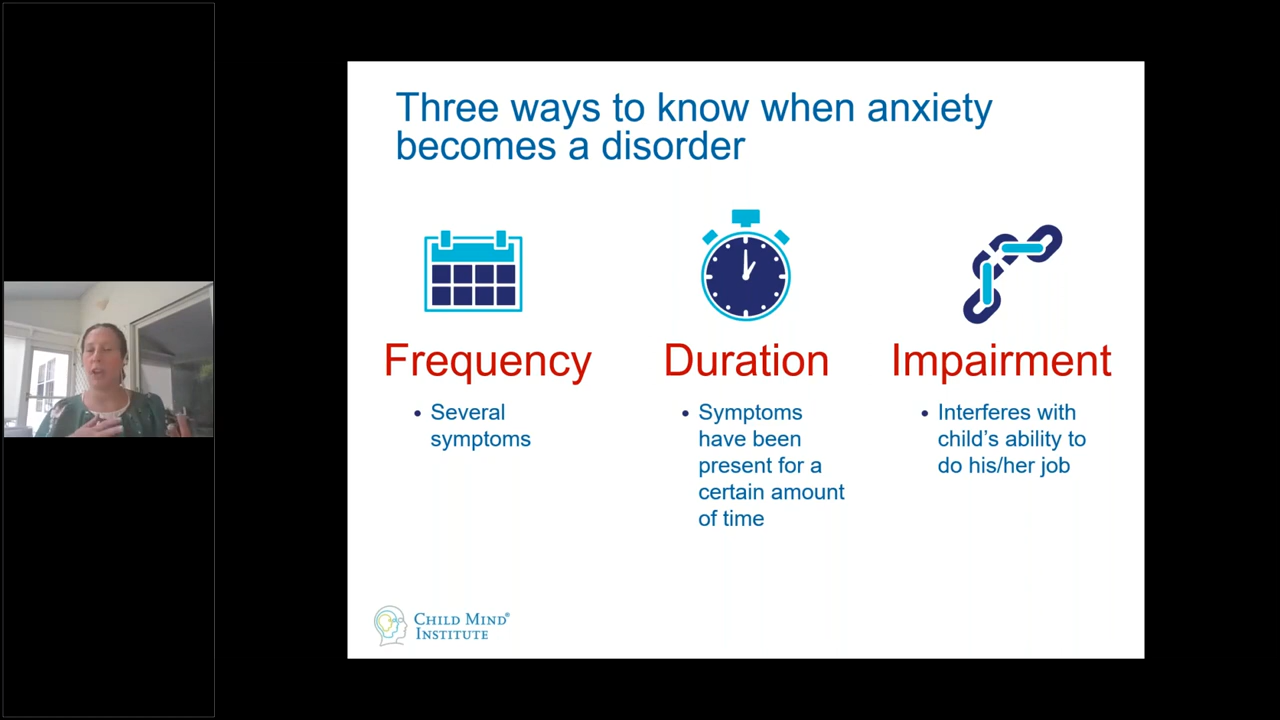 Three ways to know when anxiety
becomes a disorder
Frequency
• Several
symptoms
Duration
• Symptoms
have been
present for a
certain amount
of time
Impairment
• Interferes with
child’s ability to
do his/her job
CHILD MIND®
INSTITUTE